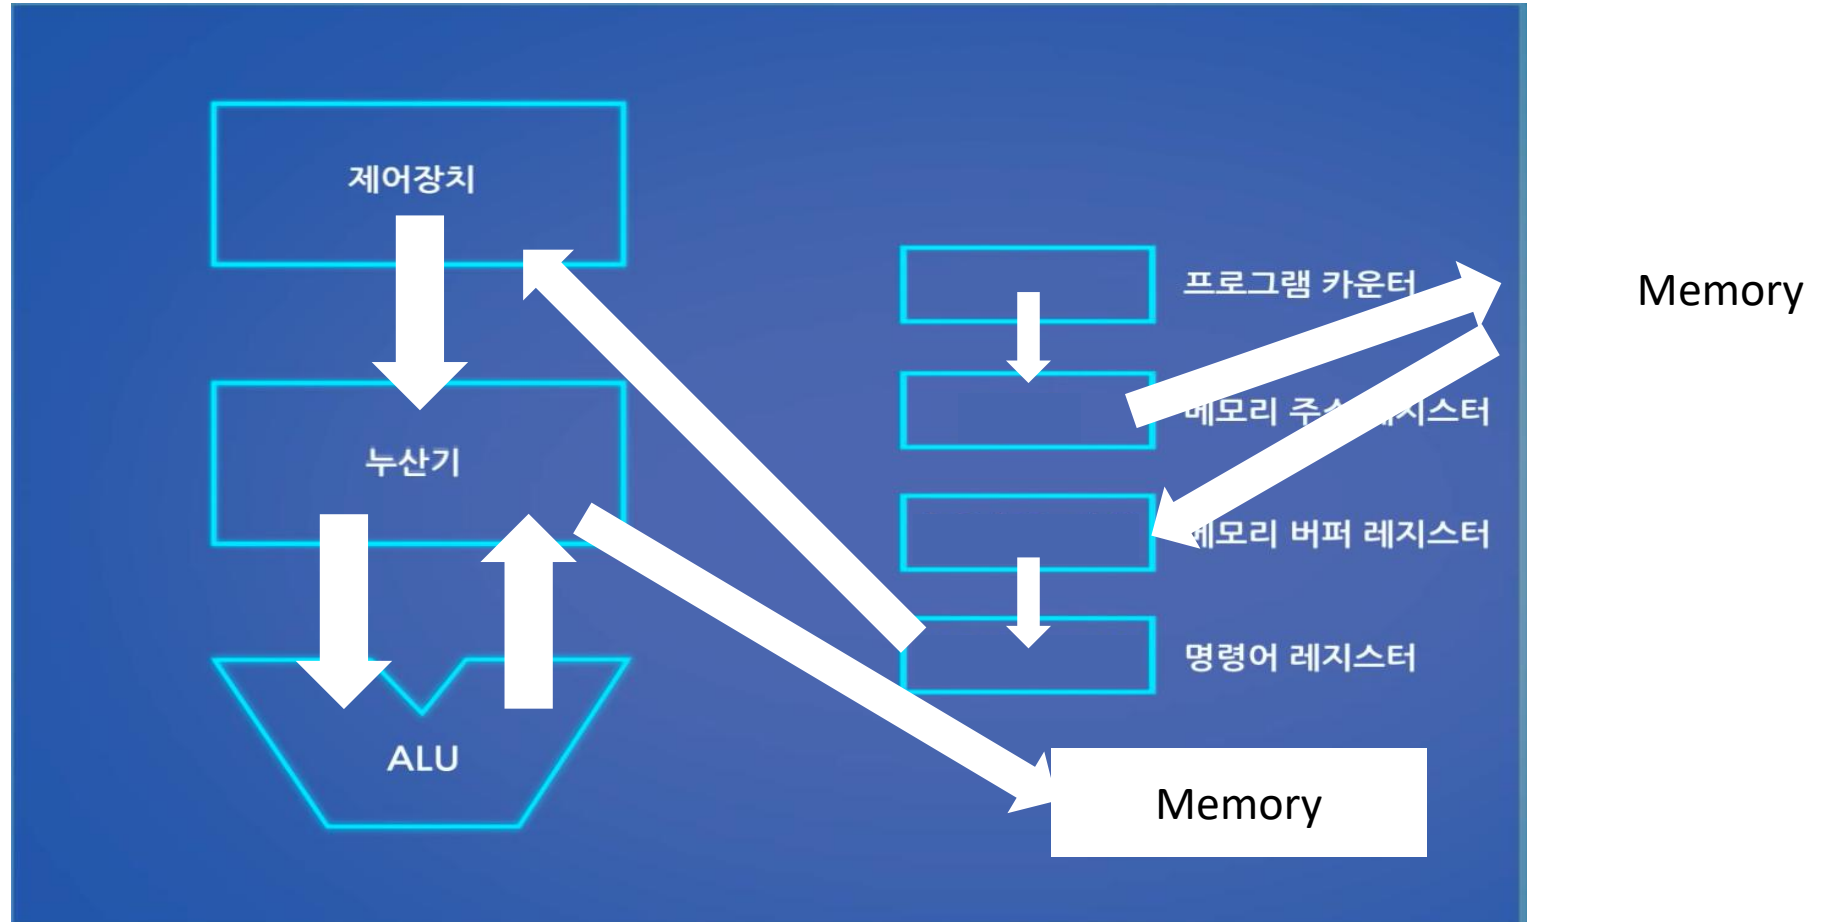 제어장치
프로그램 카운터
Memory
메모리 주소 레지스터
누산기
메모리 버퍼 레지스터
명령어 레지스터
ALU
Memory